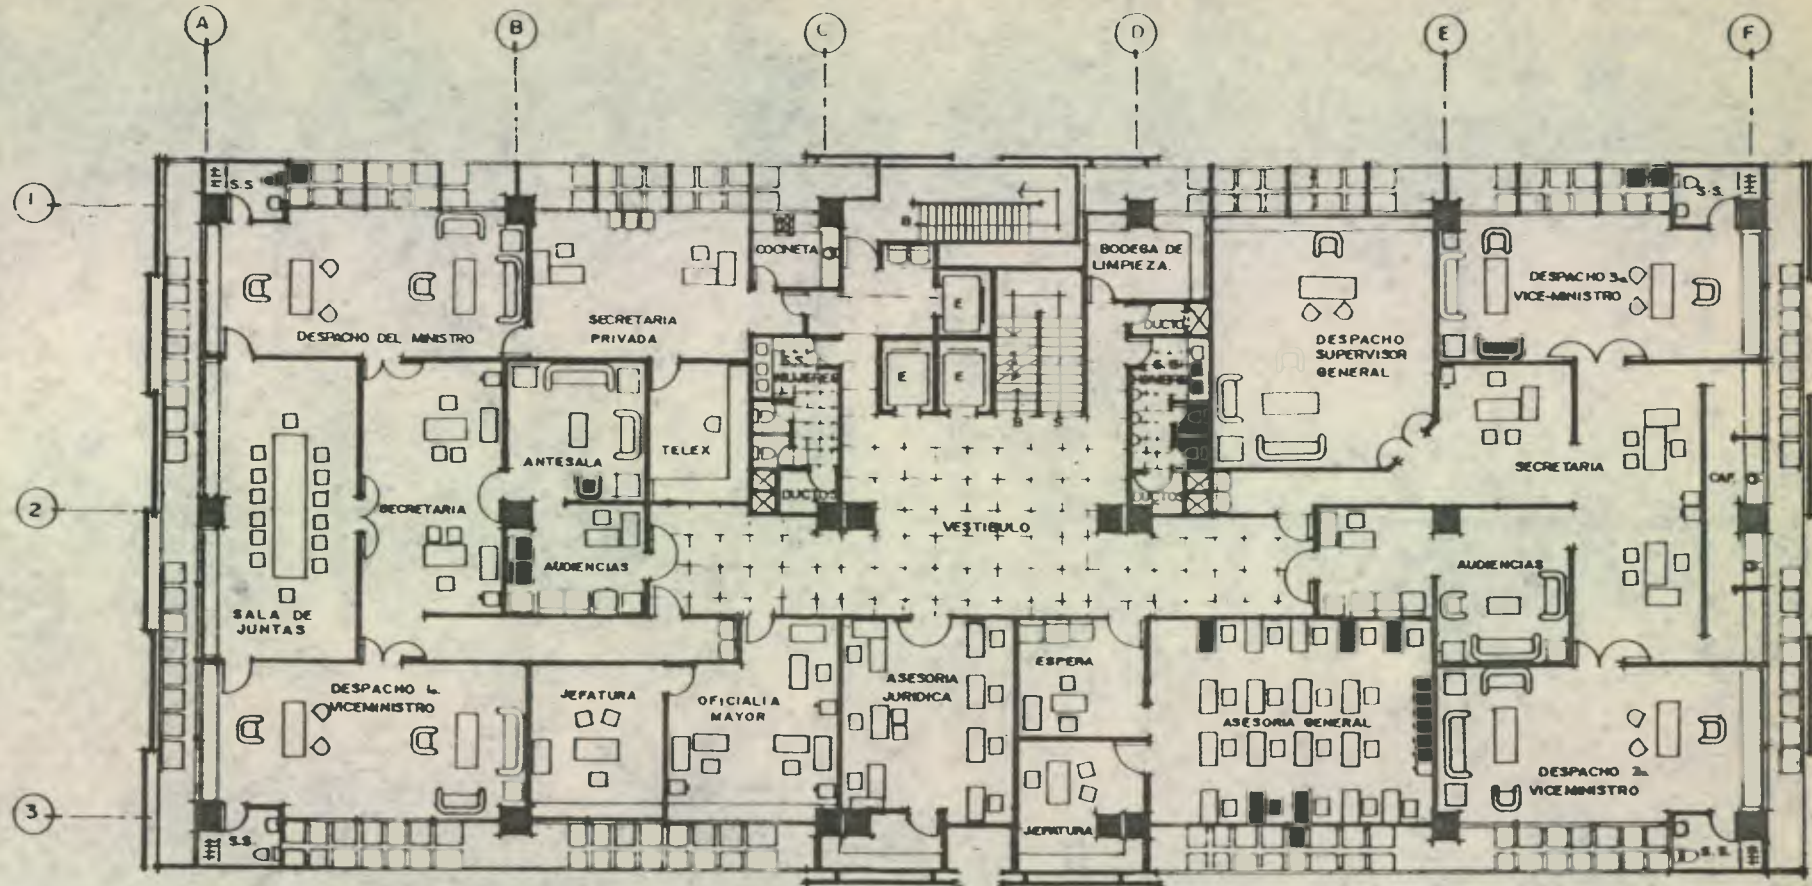 A
B
C
D
E
F
1
S.S
S.S.
COCINETA
B
BODEGA DE
LIMPIEZA.
DESPACHO 3a.
VICE-MINISTRO
E
DESPACHO DEL MINISTRO
SECRETARIA
PRIVADA
DUCTO
DESPACHO
SUPERVISOR
GENERAL
S.S.
MUJERES
E
E
S.S.
B
S
ANTESALA
TELEX
SECRETARIA
CAF.
DUCTOS
DUCTOS
2
SECRETARIA
VESTIBULO
AUDIENCIAS
AUDIENCIAS
SALA DE
JUNTAS
ESPERA
DESPACHO 1o.
VICEMINISTRO
JEFATURA
OFICIALIA
MAYOR
ASESORIA
JURIDICA
ASESORIA GENERAL
DESPACHO 2o.
VICEMINISTRO
3
S.S.
JEFATURA
S.S.